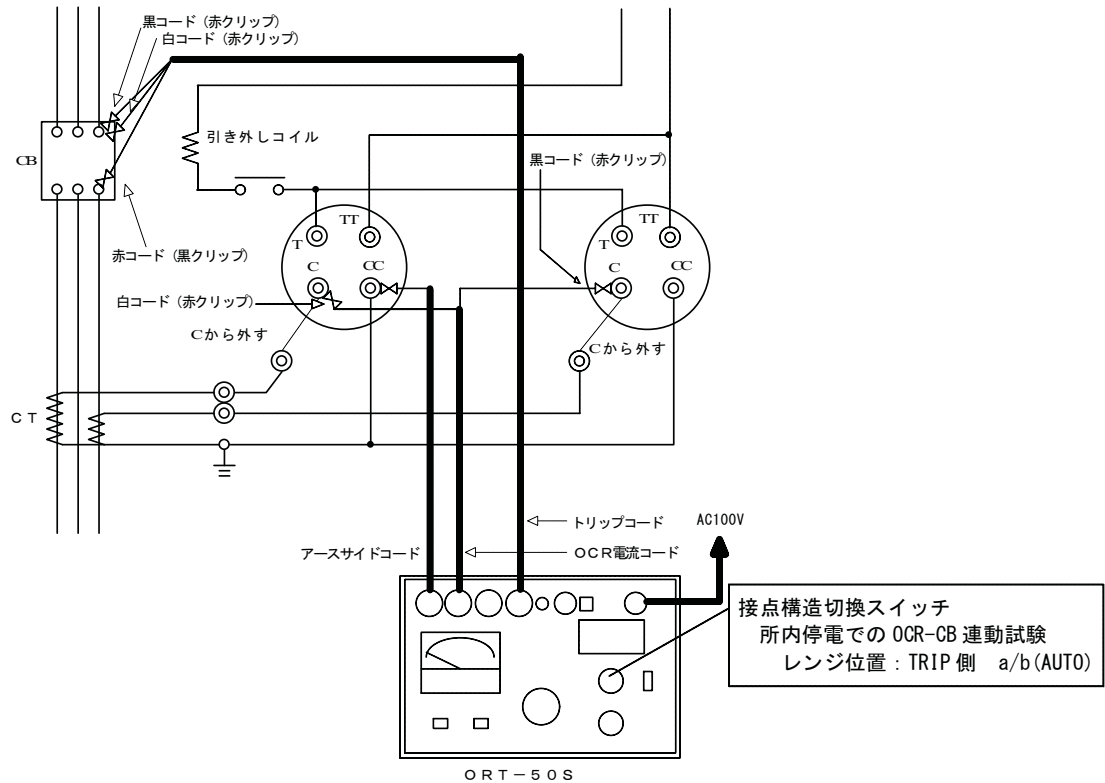 黒コード（赤クリップ）
白コード（赤クリップ）
引き外しコイル
CB
黒コード（赤クリップ）
TT
TT
T
T
C
CC
C
CC
赤コード（黒クリップ）
白コード（赤クリップ）
Cから外す
Cから外す
ＣＴ
トリップコード
AC100V
アースサイドコード
ＯＣＲ電流コード
接点構造切換スイッチ
所内停電での OCR-CB 連動試験
レンジ位置：TRIP 側 a/b(AUTO)
ＯＲＴ－５０Ｓ